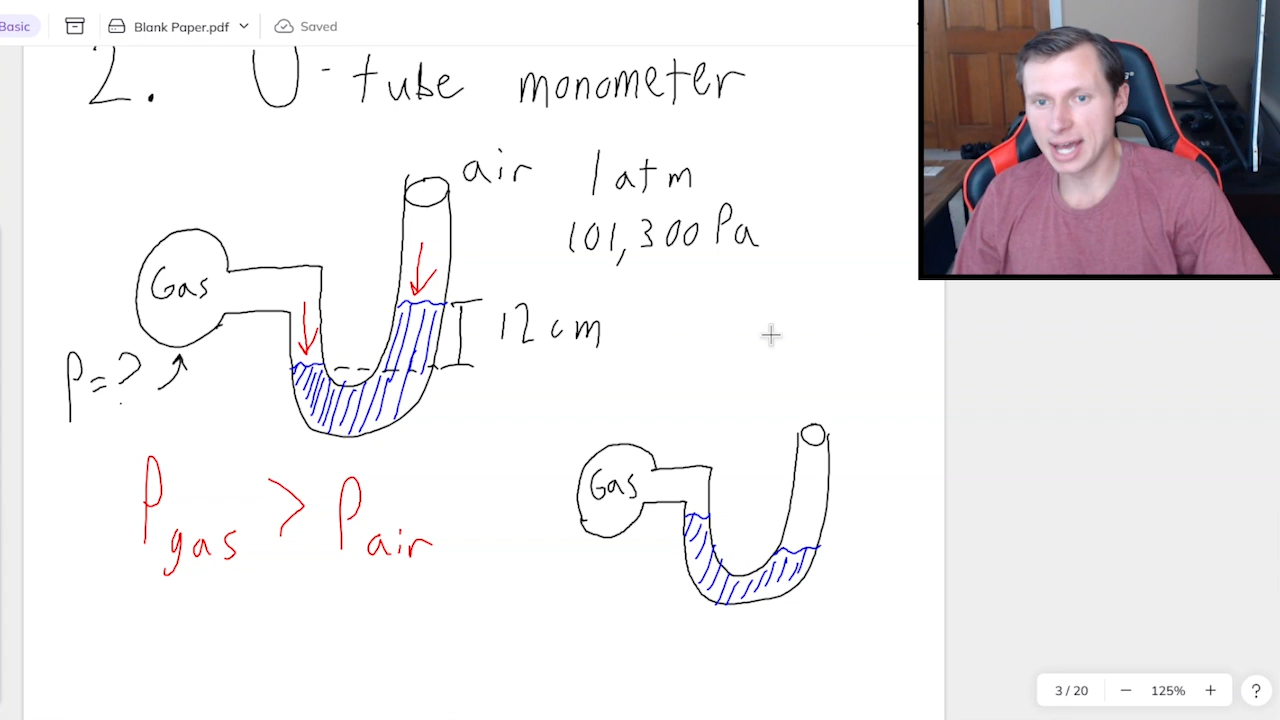 Basic
Blank Paper.pdf
Saved
2. U-tube monometer
air 1 atm
101,300 Pa
Gas
12 cm
P=?
Pgas > Pair
Gas
3 / 20
125%
?